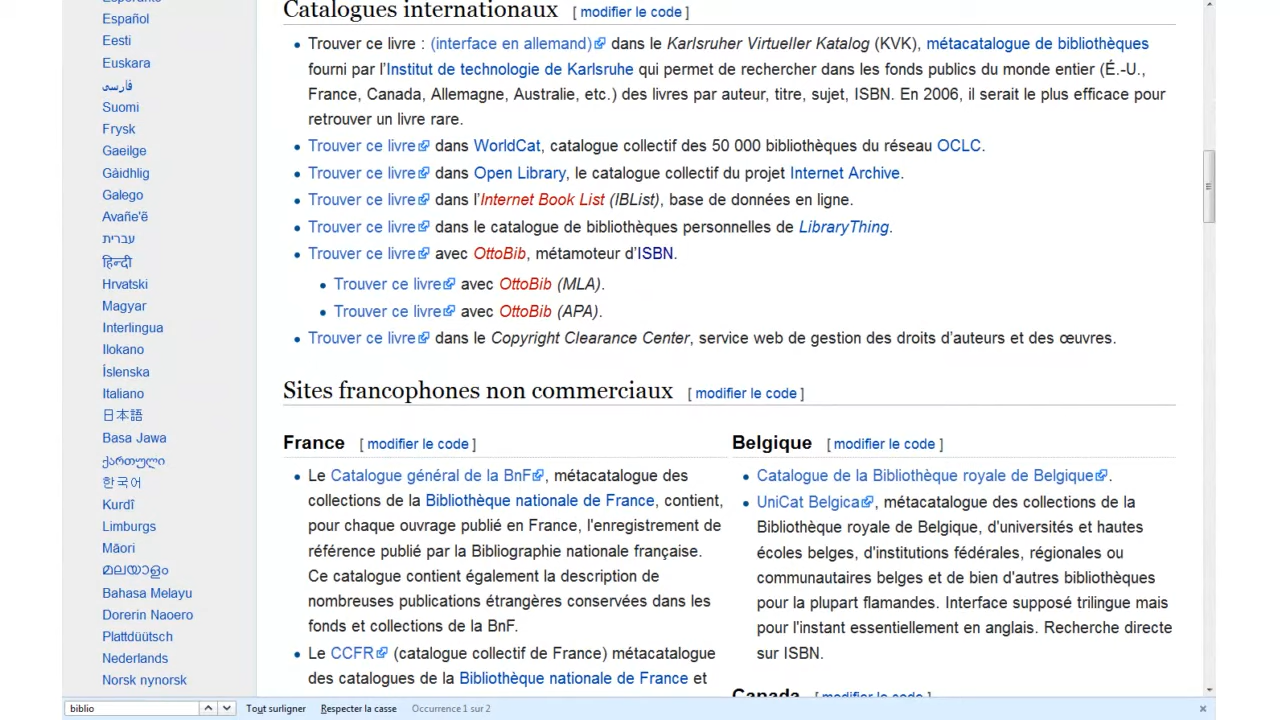 Español
Eesti
Euskara
فارسی
Suomi
Frysk
Gaeilge
Gàidhlig
Galego
Avañe'ẽ
עברית
हिन्दी
Hrvatski
Magyar
Interlingua
Ilokano
Íslenska
Italiano
日本語
Basa Jawa
ქართული
한국어
Kurdî
Limburgs
Māori
മലയാളം
Bahasa Melayu
Dorerin Naoero
Plattdüütsch
Nederlands
Norsk nynorsk
Catalogues internationaux [ modifier le code ]
Trouver ce livre : (interface en allemand) dans le Karlsruher Virtueller Katalog (KVK), métacatalogue de bibliothèques
fourni par l’Institut de technologie de Karlsruhe qui permet de rechercher dans les fonds publics du monde entier (É.-U.,
France, Canada, Allemagne, Australie, etc.) des livres par auteur, titre, sujet, ISBN. En 2006, il serait le plus efficace pour
retrouver un livre rare.
Trouver ce livre dans WorldCat, catalogue collectif des 50 000 bibliothèques du réseau OCLC.
Trouver ce livre dans Open Library, le catalogue collectif du projet Internet Archive.
Trouver ce livre dans l’Internet Book List (IBList), base de données en ligne.
Trouver ce livre dans le catalogue de bibliothèques personnelles de LibraryThing.
Trouver ce livre avec OttoBib, métamoteur d’ISBN.
Trouver ce livre avec OttoBib (MLA).
Trouver ce livre avec OttoBib (APA).
Trouver ce livre dans le Copyright Clearance Center, service web de gestion des droits d’auteurs et des œuvres.
Sites francophones non commerciaux [ modifier le code ]
France [ modifier le code ]
Le Catalogue général de la BnF, métacatalogue des
collections de la Bibliothèque nationale de France, contient,
pour chaque ouvrage publié en France, l'enregistrement de
référence publié par la Bibliographie nationale française.
Ce catalogue contient également la description de
nombreuses publications étrangères conservées dans les
fonds et collections de la BnF.
Le CCFR (catalogue collectif de France) métacatalogue
des catalogues de la Bibliothèque nationale de France et
Belgique [ modifier le code ]
Catalogue de la Bibliothèque royale de Belgique.
UniCat Belgica, métacatalogue des collections de la
Bibliothèque royale de Belgique, d'universités et hautes
écoles belges, d'institutions fédérales, régionales ou
communautaires belges et de bien d'autres bibliothèques
pour la plupart flamandes. Interface supposé trilingue mais
pour l'instant essentiellement en anglais. Recherche directe
sur ISBN.
Canada [ modifier le code ]
biblio Tout surligner Respecter la casse Occurrence 1 sur 2